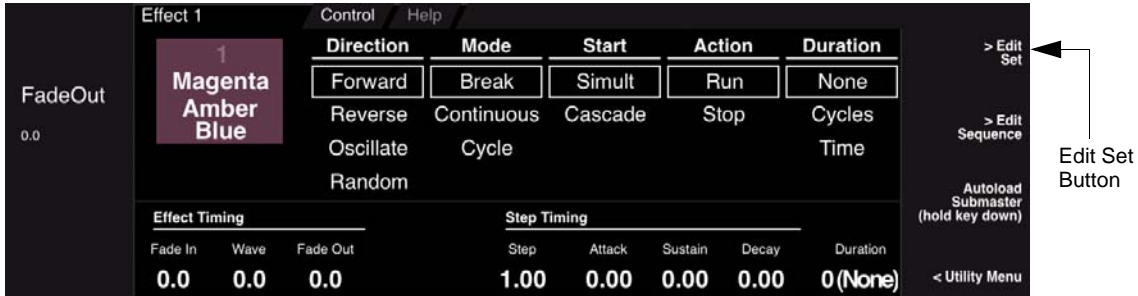 Effect 1 Control Help
FadeOut
0.0
1
Magenta
Amber
Blue
Direction Mode Start Action Duration
Forward Break Simult Run None
Reverse Continuous Cascade Stop Cycles
Oscillate Cycle Time
Random
Effect Timing Step Timing
Fade In Wave Fade Out Step Attack Sustain Decay Duration
0.0 0.0 0.0 1.00 0.00 0.00 0.00 0(None)
> Edit
Set
> Edit
Sequence
Autoload
Submaster
(hold key down)
< Utility Menu
Edit Set
Button